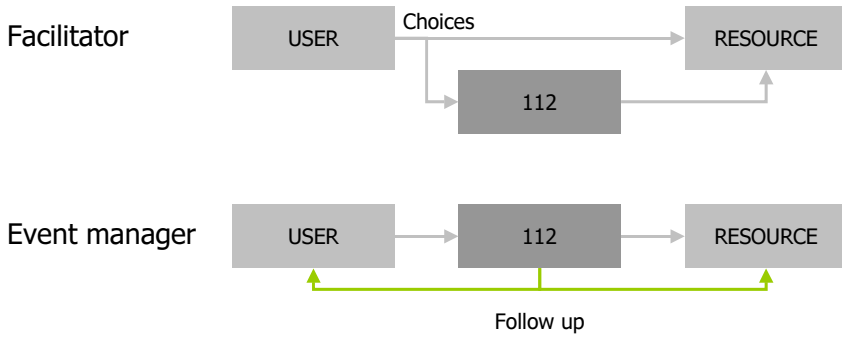 Facilitator
USER
Choices
RESOURCE
112
Event manager
USER
112
RESOURCE
Follow up